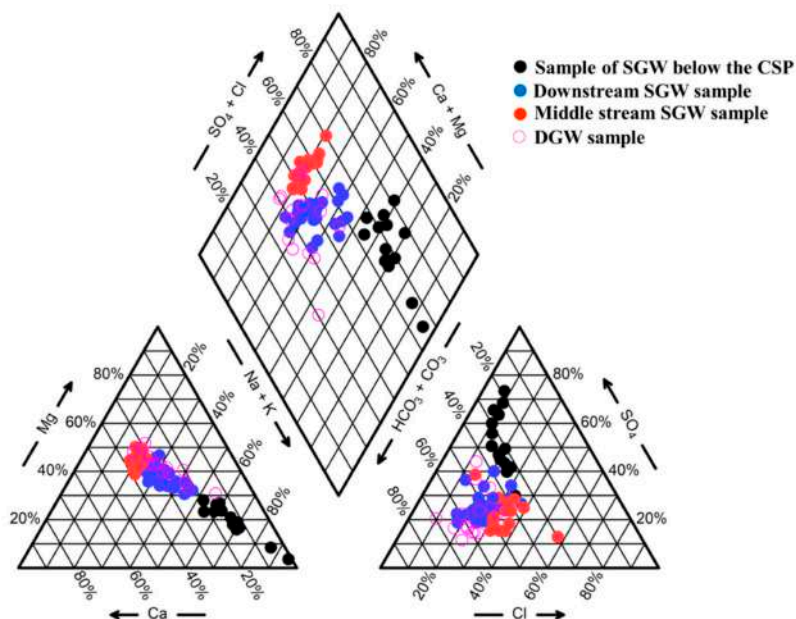 SO₄ + Cl
20%
40%
60%
80%
80%
60%
40%
20%
Ca + Mg
Sample of SGW below the CSP
Downstream SGW sample
Middle stream SGW sample
DGW sample
Mg
80%
60%
40%
20%
20%
40%
60%
80%
Na + K
80%
60%
40%
20%
Ca
HCO₃ + CO₃
20%
40%
60%
80%
80%
60%
40%
20%
SO₄
20%
40%
60%
80%
Cl